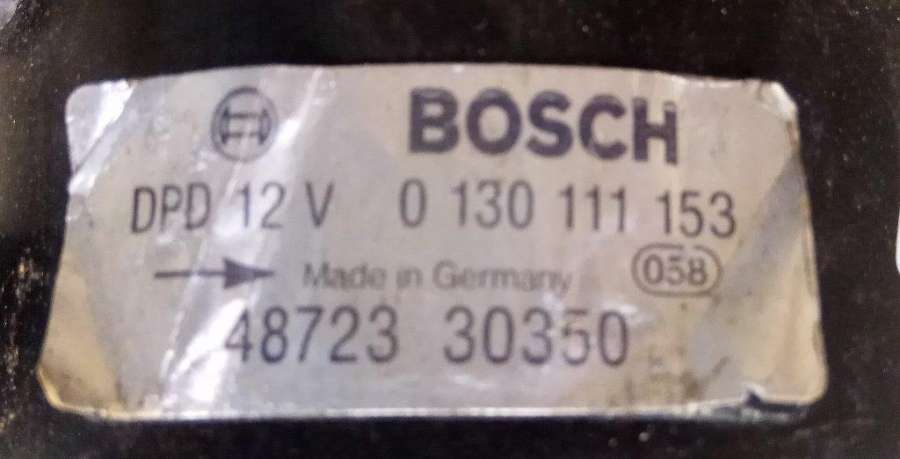 BOSCH
DPD 12 V 0 130 111 153
Made in Germany 058
48723 30350